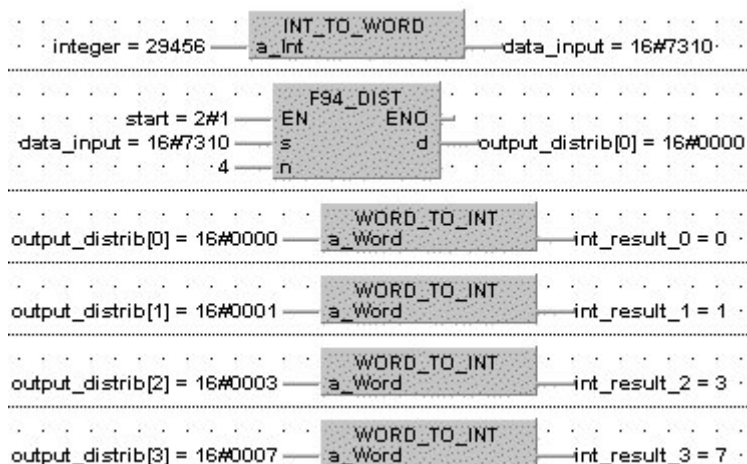 INT_TO_WORD
integer = 29456 a_Int data_input = 16#7310
F94_DIST
start = 2#1 EN ENO
data_input = 16#7310 s d output_distrib[0] = 16#0000
4 n
WORD_TO_INT
output_distrib[0] = 16#0000 a_Word int_result_0 = 0
WORD_TO_INT
output_distrib[1] = 16#0001 a_Word int_result_1 = 1
WORD_TO_INT
output_distrib[2] = 16#0003 a_Word int_result_2 = 3
WORD_TO_INT
output_distrib[3] = 16#0007 a_Word int_result_3 = 7